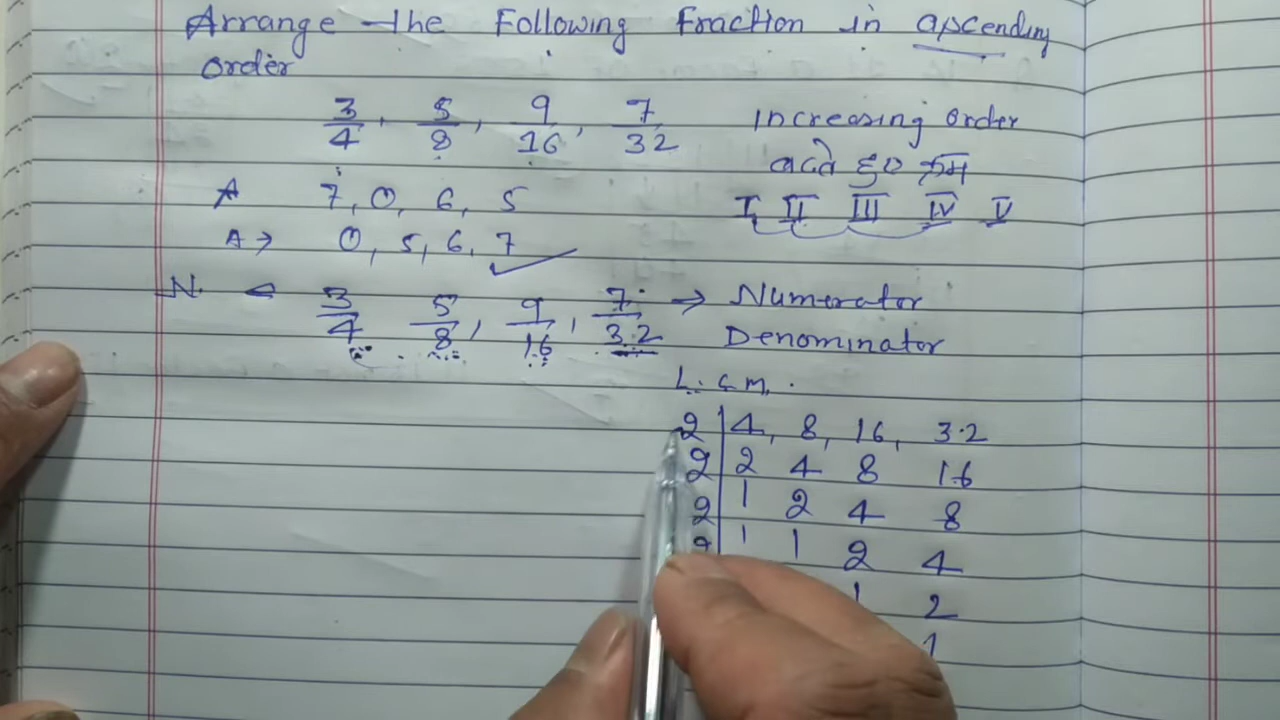 Arrange the Following Fraction in ascending
order
3/4, 5/8, 9/16, 7/32
Increasing order
बढ़ते हुए क्रम
I, II III IV V
A 7, 0, 6, 5
A → 0, 5, 6, 7
N. 3/4 5/8, 9/16, 7/32 → Numerator
Denominator
L.C.M.
2 | 4, 8, 16, 32
2 | 2 4 8 16
2 | 1 2 4 8
2 | 1 1 2 4
1 2
1